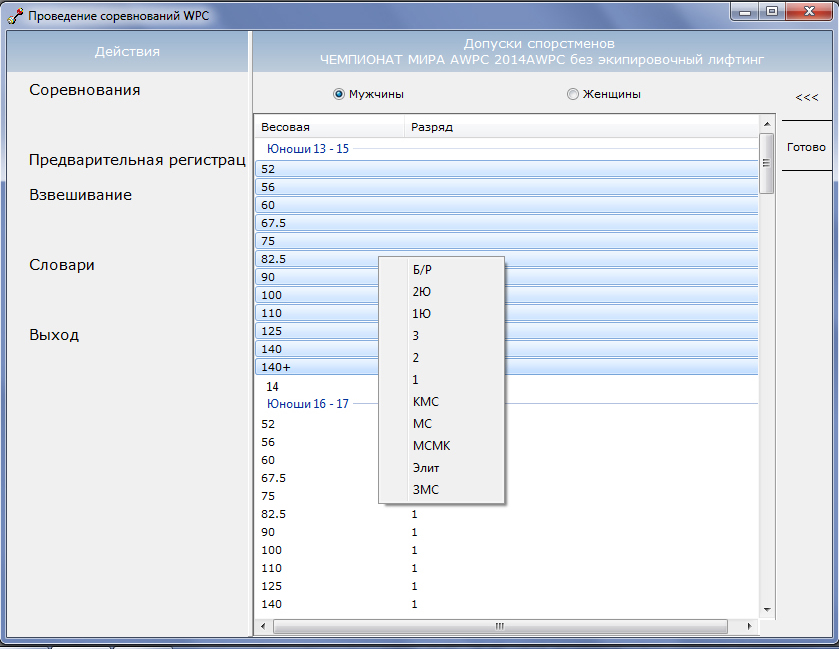 Проведение соревнований WPC
Действия
Допуски спорстменов
ЧЕМПИОНАТ МИРА AWPC 2014AWPC без экипировочный лифтинг
Соревнования
Предварительная регистрац
Взвешивание
Словари
Выход
Мужчины
Женщины
<<<
Готово
Весовая Разряд
Юноши 13 - 15
52
56
60
67.5
75
82.5
90
100
110
125
140
140+
14
Юноши 16 - 17
52
56
60
67.5
75
82.5 1
90 1
100 1
110 1
125 1
140 1
Б/Р
2Ю
1Ю
3
2
1
КМС
МС
МСМК
Элит
ЗМС